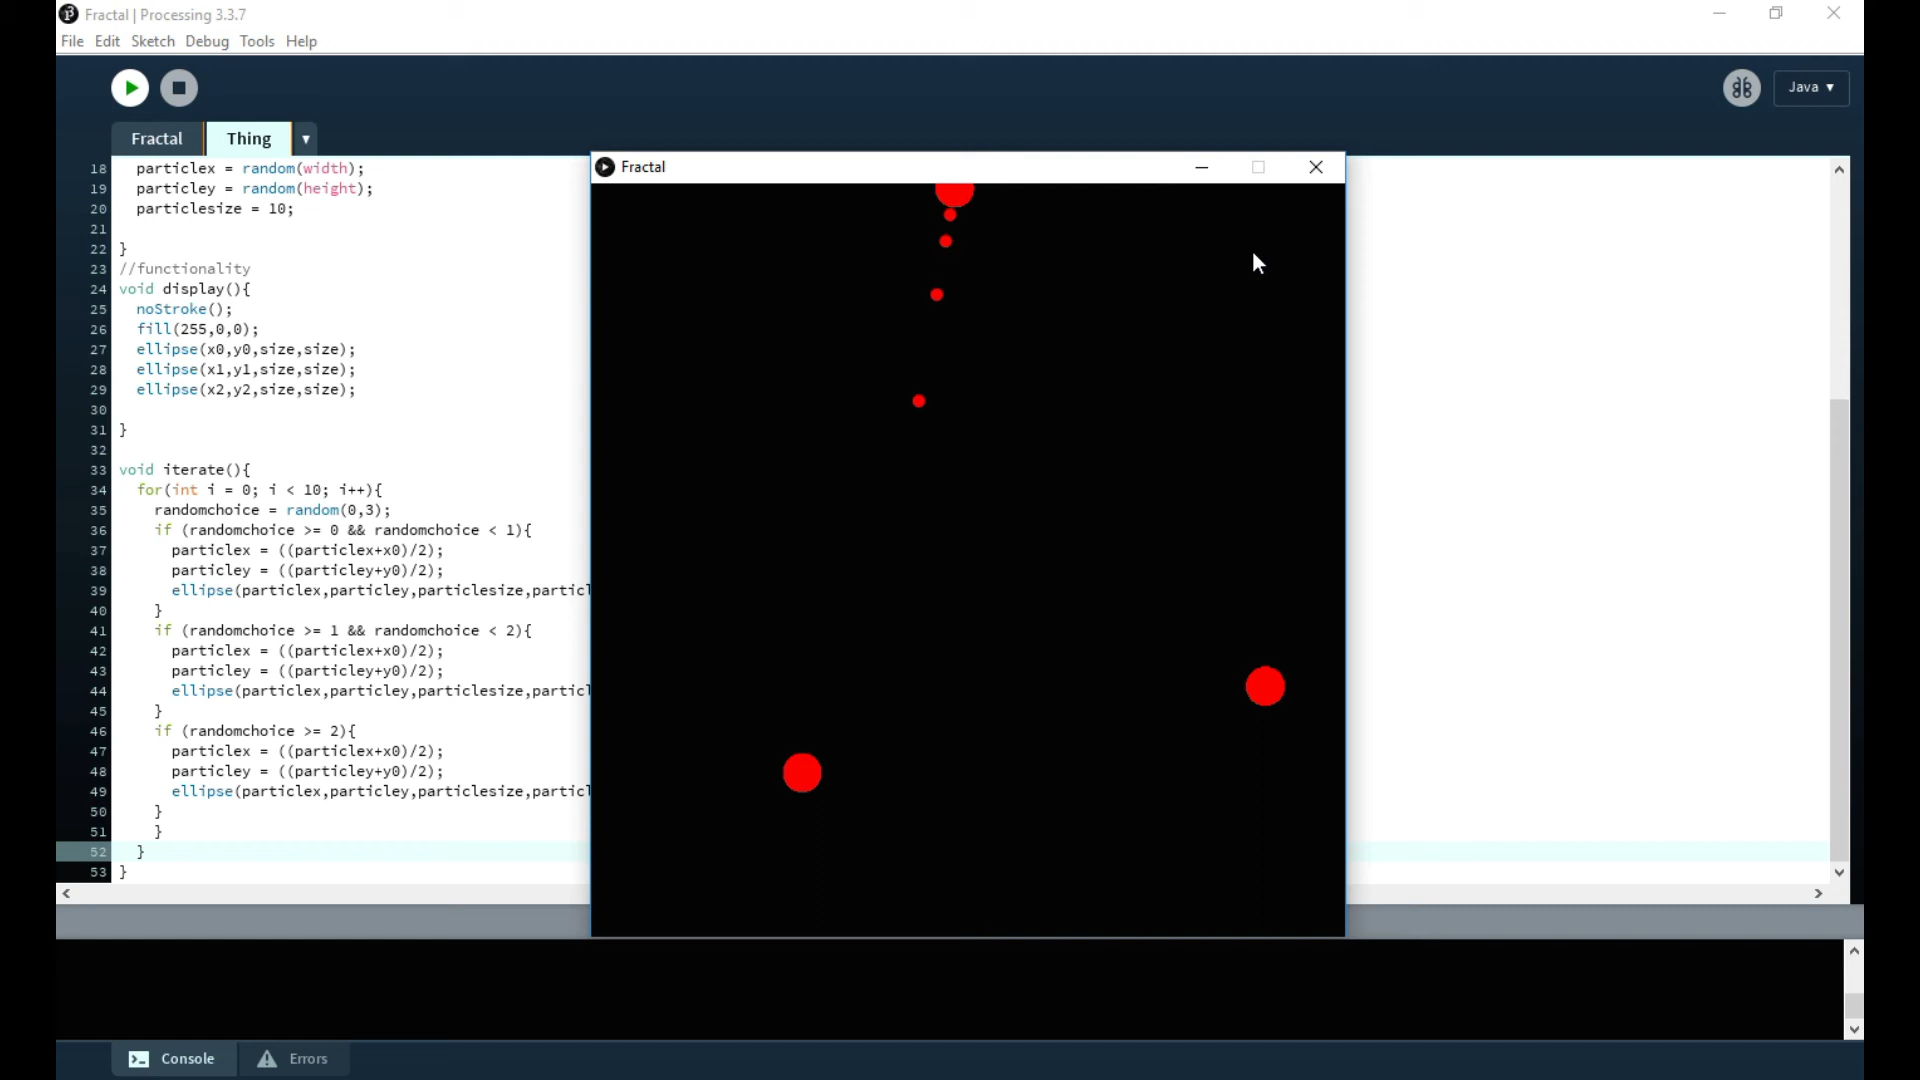 Fractal | Processing 3.3.7
File Edit Sketch Debug Tools Help
Java ▾
Fractal Thing ▾
18 particlex = random(width);
19 particley = random(height);
20 particlesize = 10;
21
22 }
23 //functionality
24 void display(){
25 noStroke();
26 fill(255,0,0);
27 ellipse(x0,y0,size,size);
28 ellipse(x1,y1,size,size);
29 ellipse(x2,y2,size,size);
30
31 }
32
33 void iterate(){
34 for(int i = 0; i < 10; i++){
35 randomchoice = random(0,3);
36 if (randomchoice >= 0 && randomchoice < 1){
37 particlex = ((particlex+x0)/2);
38 particley = ((particley+y0)/2);
39 ellipse(particlex,particley,particlesize,particl
40 }
41 if (randomchoice >= 1 && randomchoice < 2){
42 particlex = ((particlex+x0)/2);
43 particley = ((particley+y0)/2);
44 ellipse(particlex,particley,particlesize,particl
45 }
46 if (randomchoice >= 2){
47 particlex = ((particlex+x0)/2);
48 particley = ((particley+y0)/2);
49 ellipse(particlex,particley,particlesize,particl
50 }
51 }
52 }
53 }
Fractal
Console Errors